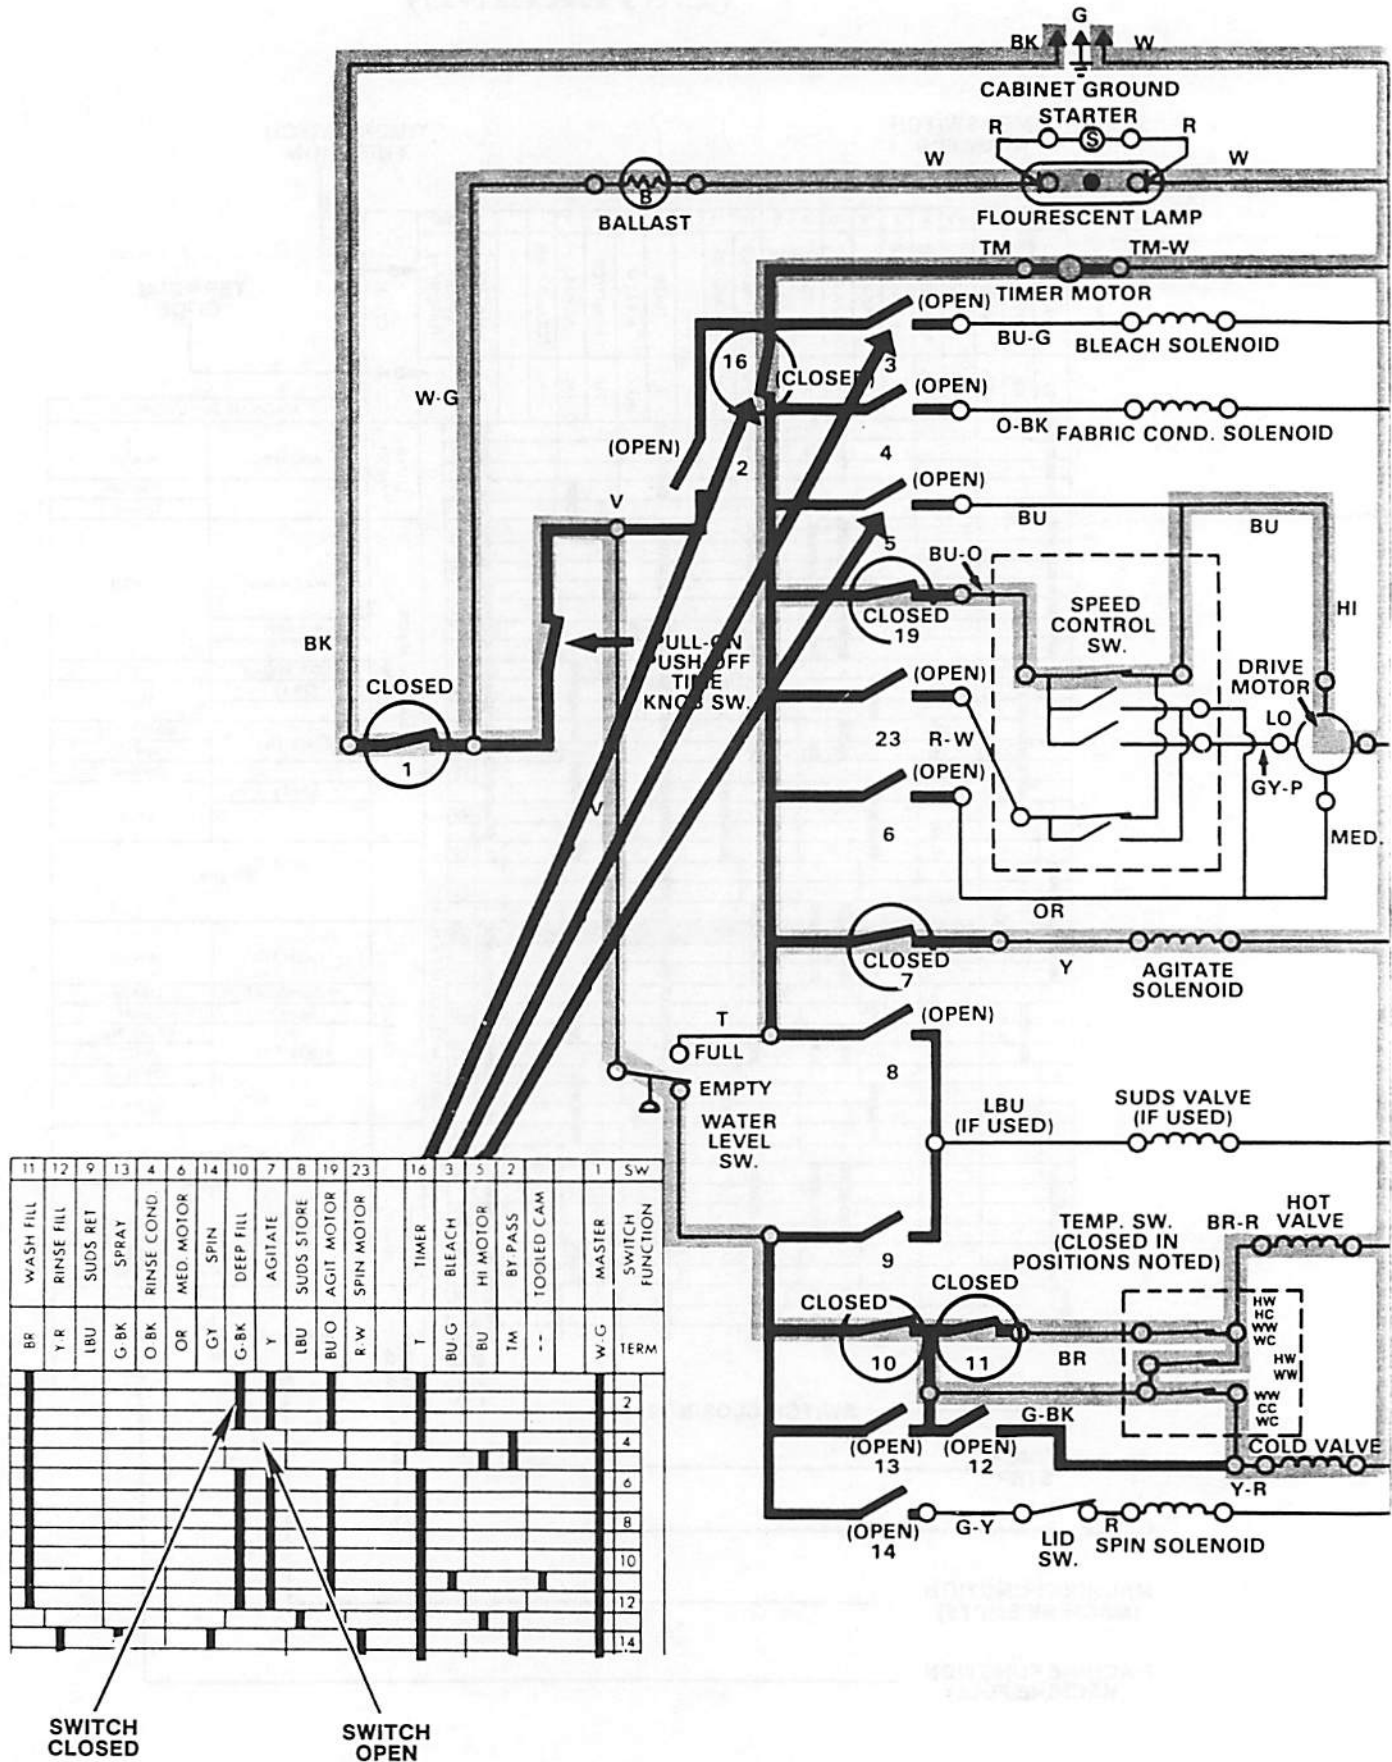 G
BK
W
CABINET GROUND
STARTER
R
S
R
W
W
B
BALLAST
FLOURESCENT LAMP
TM
TM-W
TIMER MOTOR
(OPEN)
BU-G
BLEACH SOLENOID
16
(CLOSED)
3
(OPEN)
W-G
O-BK
FABRIC COND. SOLENOID
(OPEN)
2
4
(OPEN)
V
BU
BU
5
BU-O
CLOSED
19
SPEED
CONTROL
SW.
HI
BK
PULL-ON
PUSH OFF
TIME
KNOB SW.
(OPEN)
DRIVE
MOTOR
CLOSED
1
23
R-W
LO
(OPEN)
GY-P
V
6
MED.
OR
CLOSED
7
Y
AGITATE
SOLENOID
T
(OPEN)
FULL
8
EMPTY
WATER
LEVEL
SW.
LBU
(IF USED)
SUDS VALVE
(IF USED)
9
TEMP. SW.
(CLOSED IN
POSITIONS NOTED)
BR-R
HOT
VALVE
CLOSED
10
CLOSED
11
BR
HW
HC
WW
WC
HW
WW
WW
CC
WC
G-BK
(OPEN)
13
(OPEN)
12
COLD VALVE
Y-R
(OPEN)
14
G-Y
LID
SW.
R
SPIN SOLENOID
11 12 9 13 4 6 14 10 7 8 19 23 16 3 5 2 1 SW
WASH FILL
RINSE FILL
SUDS RET
SPRAY
RINSE COND.
MED. MOTOR
SPIN
DEEP FILL
AGITATE
SUDS STORE
AGIT MOTOR
SPIN MOTOR
TIMER
BLEACH
HI MOTOR
BY-PASS
TOOLED CAM
MASTER
SWITCH
FUNCTION
BR Y-R LBU G-BK O-BK OR GY G-BK Y LBU BU-O R-W T BU-G BU TM -- W-G TERM
2
4
6
8
10
12
14
SWITCH
CLOSED
SWITCH
OPEN